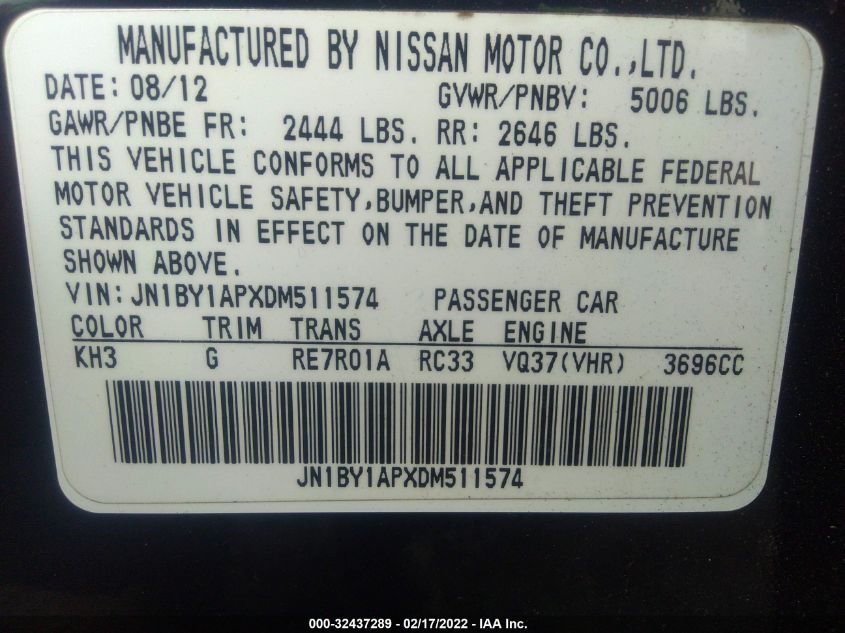 MANUFACTURED BY NISSAN MOTOR CO.,LTD.
DATE: 08/12 GVWR/PNBV: 5006 LBS.
GAWR/PNBE FR: 2444 LBS. RR: 2646 LBS.
THIS VEHICLE CONFORMS TO ALL APPLICABLE FEDERAL
MOTOR VEHICLE SAFETY,BUMPER,AND THEFT PREVENTION
STANDARDS IN EFFECT ON THE DATE OF MANUFACTURE
SHOWN ABOVE.
VIN: JN1BY1APXDM511574 PASSENGER CAR
COLOR TRIM TRANS AXLE ENGINE
KH3 G RE7R01A RC33 VQ37(VHR) 3696CC
JN1BY1APXDM511574
000-32437289 - 02/17/2022 - IAA Inc.